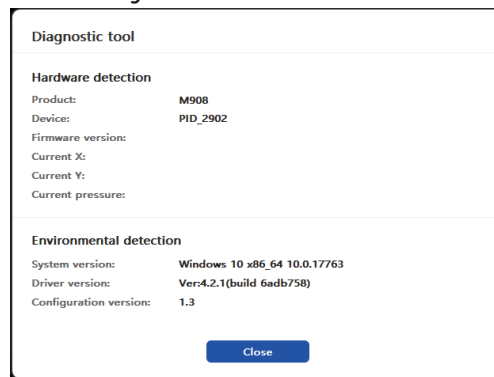 Diagnostic tool
Hardware detection
Product: M908
Device: PID_2902
Firmware version:
Current X:
Current Y:
Current pressure:
Environmental detection
System version: Windows 10 x86_64 10.0.17763
Driver version: Ver:4.2.1(build 6adb758)
Configuration version: 1.3
Close